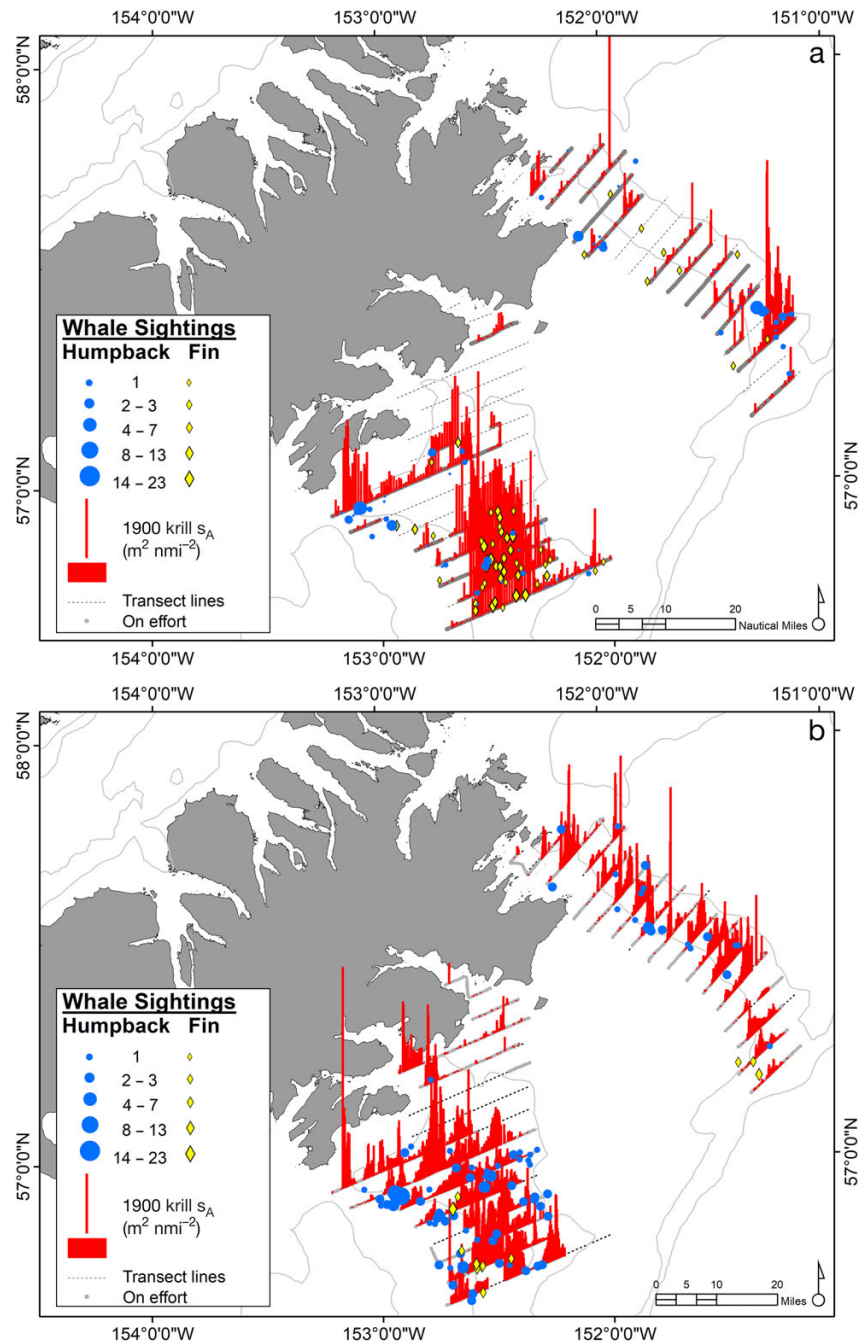 154°0'0"W 153°0'0"W 152°0'0"W 151°0'0"W
a
58°0'0"N
57°0'0"N
58°0'0"N
57°0'0"N
Whale Sightings
Humpback Fin
1
2 – 3
4 – 7
8 – 13
14 – 23
1900 krill sA
(m² nmi⁻²)
Transect lines
On effort
0 5 10 20
Nautical Miles
154°0'0"W 153°0'0"W 152°0'0"W
154°0'0"W 153°0'0"W 152°0'0"W 151°0'0"W
b
58°0'0"N
57°0'0"N
58°0'0"N
57°0'0"N
Whale Sightings
Humpback Fin
1
2 – 3
4 – 7
8 – 13
14 – 23
1900 krill sA
(m² nmi⁻²)
Transect lines
On effort
0 5 10 20
Miles
154°0'0"W 153°0'0"W 152°0'0"W